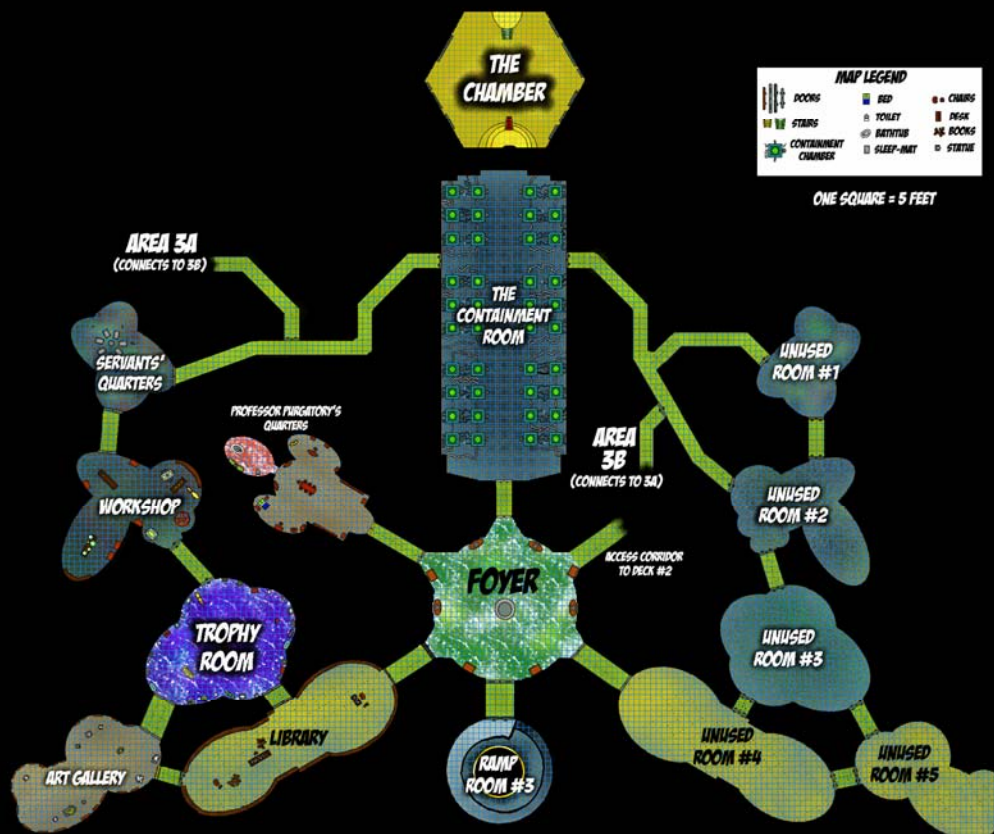 THE
CHAMBER
MAP LEGEND
DOORS
BED
CHAIRS
STAIRS
TOILET
DESK
BATHTUB
BOOKS
CONTAINMENT
CHAMBER
SLEEP-MAT
STATUE
ONE SQUARE = 5 FEET
AREA 3A
(CONNECTS TO 3B)
THE
CONTAINMENT
ROOM
SERVANTS'
QUARTERS
UNUSED
ROOM #1
PROFESSOR PURGATORY'S
QUARTERS
AREA
3B
(CONNECTS TO 3A)
WORKSHOP
UNUSED
ROOM #2
FOYER
ACCESS CORRIDOR
TO DECK #2
TROPHY
ROOM
UNUSED
ROOM #3
LIBRARY
UNUSED
ROOM #4
ART GALLERY
RAMP
ROOM #3
UNUSED
ROOM #5